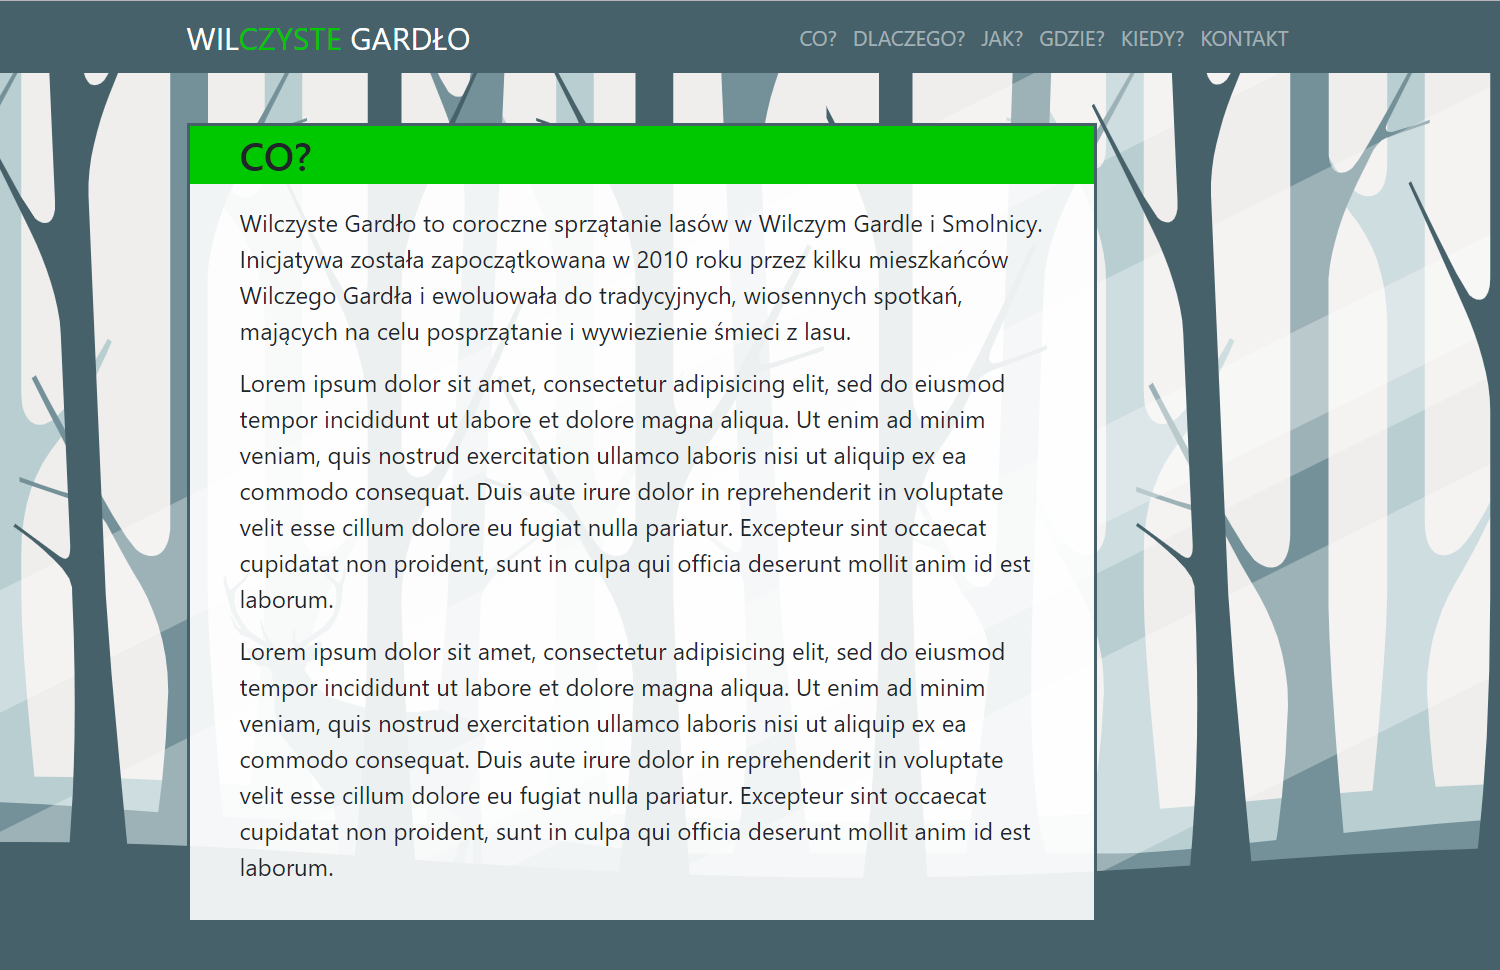 WILCZYSTE GARDŁO
CO? DLACZEGO? JAK? GDZIE? KIEDY? KONTAKT
CO?
Wilczyste Gardło to coroczne sprzątanie lasów w Wilczym Gardle i Smolnicy.
Inicjatywa została zapoczątkowana w 2010 roku przez kilku mieszkańców
Wilczego Gardła i ewoluowała do tradycyjnych, wiosennych spotkań,
mających na celu posprzątanie i wywiezienie śmieci z lasu.
Lorem ipsum dolor sit amet, consectetur adipisicing elit, sed do eiusmod
tempor incididunt ut labore et dolore magna aliqua. Ut enim ad minim
veniam, quis nostrud exercitation ullamco laboris nisi ut aliquip ex ea
commodo consequat. Duis aute irure dolor in reprehenderit in voluptate
velit esse cillum dolore eu fugiat nulla pariatur. Excepteur sint occaecat
cupidatat non proident, sunt in culpa qui officia deserunt mollit anim id est
laborum.
Lorem ipsum dolor sit amet, consectetur adipisicing elit, sed do eiusmod
tempor incididunt ut labore et dolore magna aliqua. Ut enim ad minim
veniam, quis nostrud exercitation ullamco laboris nisi ut aliquip ex ea
commodo consequat. Duis aute irure dolor in reprehenderit in voluptate
velit esse cillum dolore eu fugiat nulla pariatur. Excepteur sint occaecat
cupidatat non proident, sunt in culpa qui officia deserunt mollit anim id est
laborum.